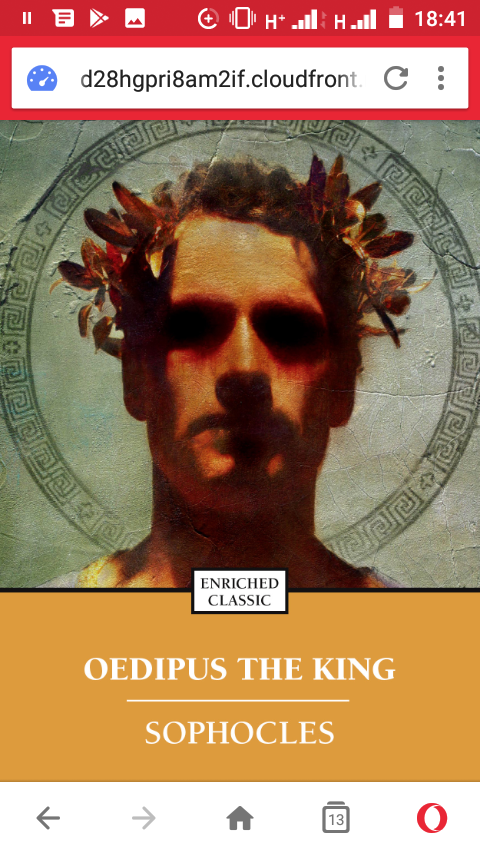 H+ H 18:41
d28hgpri8am2if.cloudfront.
ENRICHED
CLASSIC
OEDIPUS THE KING
SOPHOCLES
13